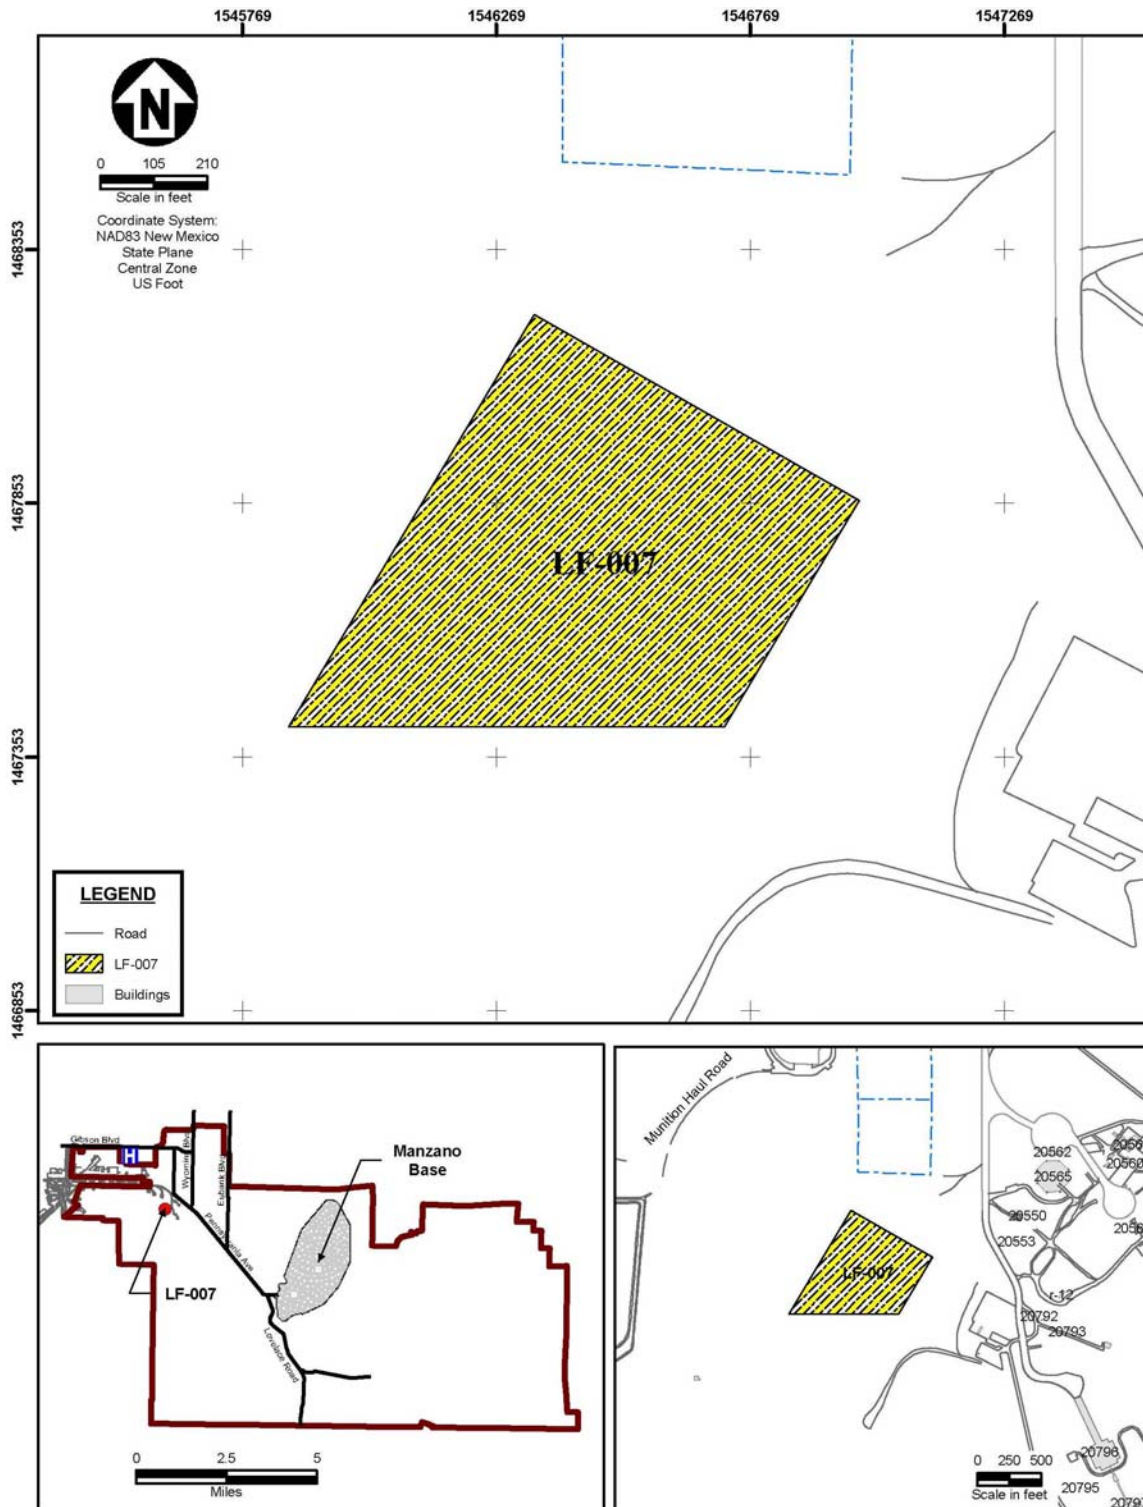 1545769
1546269
1546769
1547269
N
0 105 210
Scale in feet
Coordinate System:
NAD83 New Mexico
State Plane
Central Zone
US Foot
1468353
1467853
LF-007
1467353
1466853
LEGEND
Road
LF-007
Buildings
Gibson Blvd
H
Wyoming Blvd
Eubank Blvd
Pennsylvania Ave
Manzano
Base
LF-007
Lovelace Road
0 2.5 5
Miles
Munition Haul Road
20562
20565
20550
20553
LF-007
r-12
20792
20793
20796
20795
0 250 500
Scale in feet